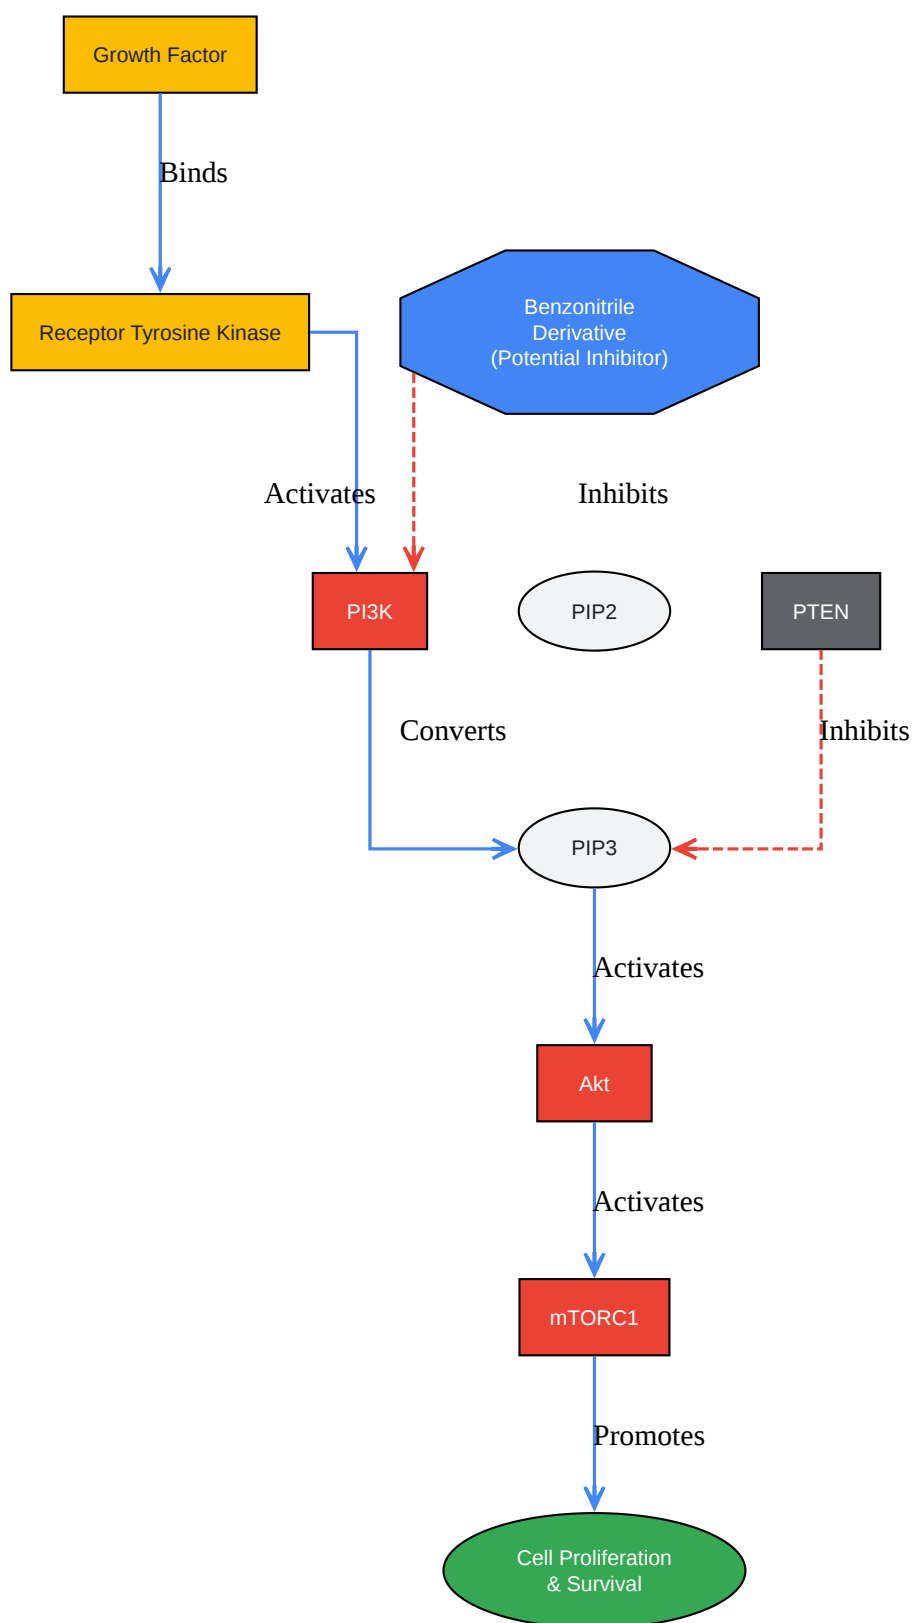 Growth Factor
Binds
Receptor Tyrosine Kinase
Benzonitrile
Derivative
(Potential Inhibitor)
Activates
Inhibits
PI3K
PIP2
PTEN
Converts
Inhibits
PIP3
Activates
Akt
Activates
mTORC1
Promotes
Cell Proliferation
& Survival